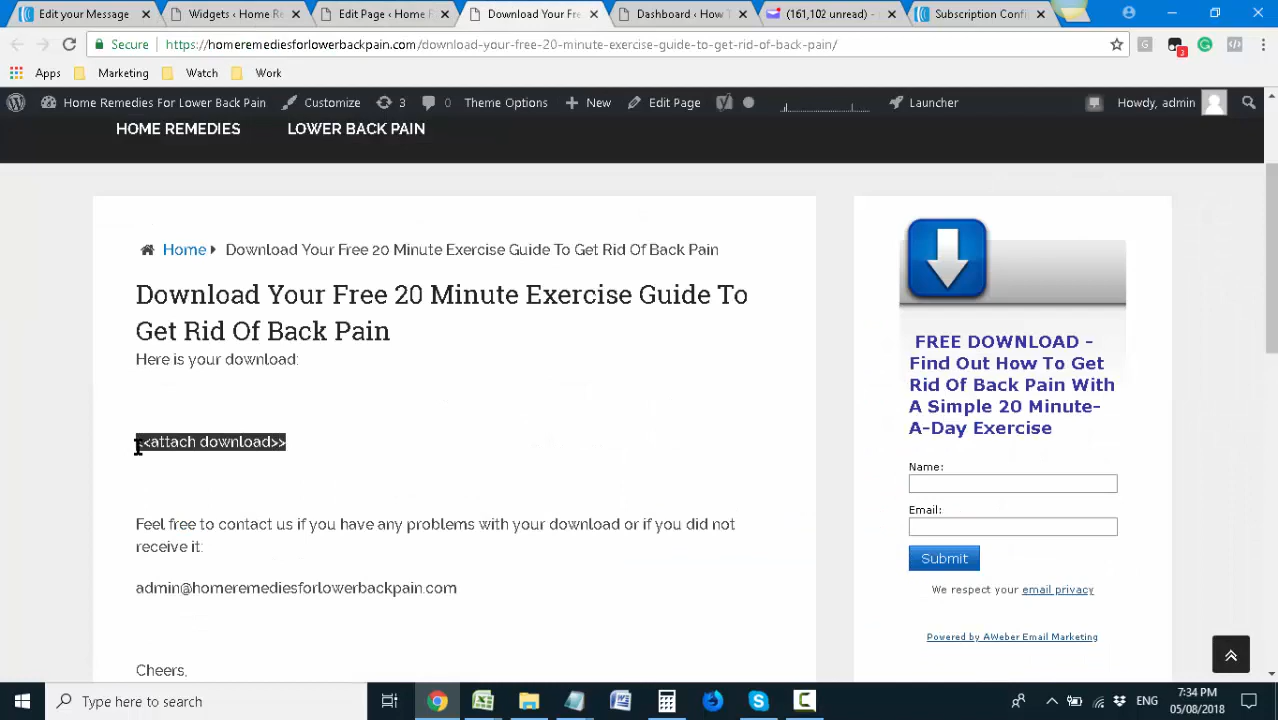 Edit your Message
Widgets ‹ Home Re
Edit Page ‹ Home F
Download Your Fre
Dashboard ‹ How T
(161,102 unread) -
Subscription Confi
Secure
https://homeremediesforlowerbackpain.com/download-your-free-20-minute-exercise-guide-to-get-rid-of-back-pain/
G
3
Apps
Marketing
Watch
Work
Home Remedies For Lower Back Pain
Customize
3
0
Theme Options
New
Edit Page
Launcher
Howdy, admin
HOME REMEDIES
LOWER BACK PAIN
Home
Download Your Free 20 Minute Exercise Guide To Get Rid Of Back Pain
Download Your Free 20 Minute Exercise Guide To
Get Rid Of Back Pain
Here is your download:
<<attach download>>
Feel free to contact us if you have any problems with your download or if you did not
receive it:
admin@homeremediesforlowerbackpain.com
Cheers,
FREE DOWNLOAD -
Find Out How To Get
Rid Of Back Pain With
A Simple 20 Minute-
A-Day Exercise
Name:
Email:
Submit
We respect your email privacy
Powered by AWeber Email Marketing
Type here to search
ENG
7:34 PM
05/08/2018